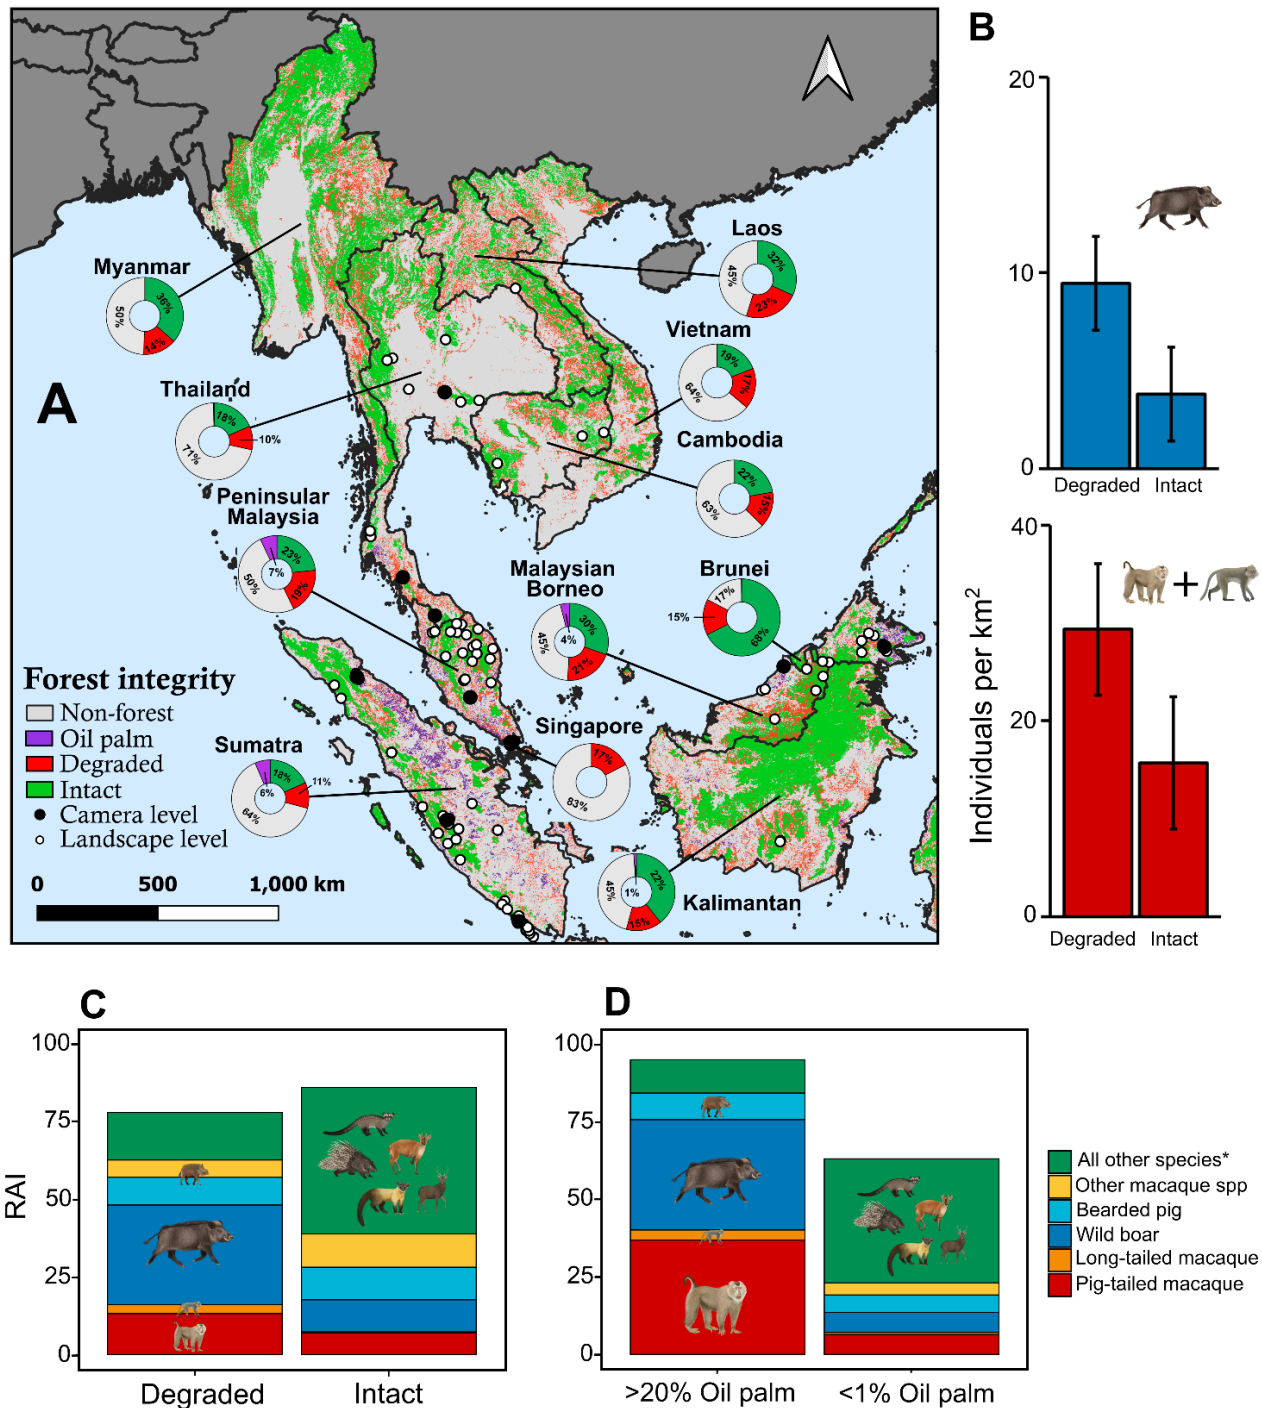 A
Myanmar
36%
14%
50%
Laos
32%
23%
45%
Vietnam
19%
17%
64%
Thailand
18%
10%
71%
Cambodia
22%
15%
63%
Peninsular
Malaysia
23%
19%
50%
7%
Malaysian
Borneo
30%
21%
45%
4%
Brunei
17%
15%
68%
Singapore
17%
83%
Sumatra
18%
11%
64%
6%
Kalimantan
22%
15%
45%
1%
Forest integrity
Non-forest
Oil palm
Degraded
Intact
Camera level
Landscape level
0 500 1,000 km
B
20
10
0
Degraded Intact
Individuals per km2
40
+
20
0
Degraded Intact
C
RAI
100
75
50
25
0
Degraded Intact
D
100
75
50
25
0
>20% Oil palm <1% Oil palm
All other species*
Other macaque spp
Bearded pig
Wild boar
Long-tailed macaque
Pig-tailed macaque